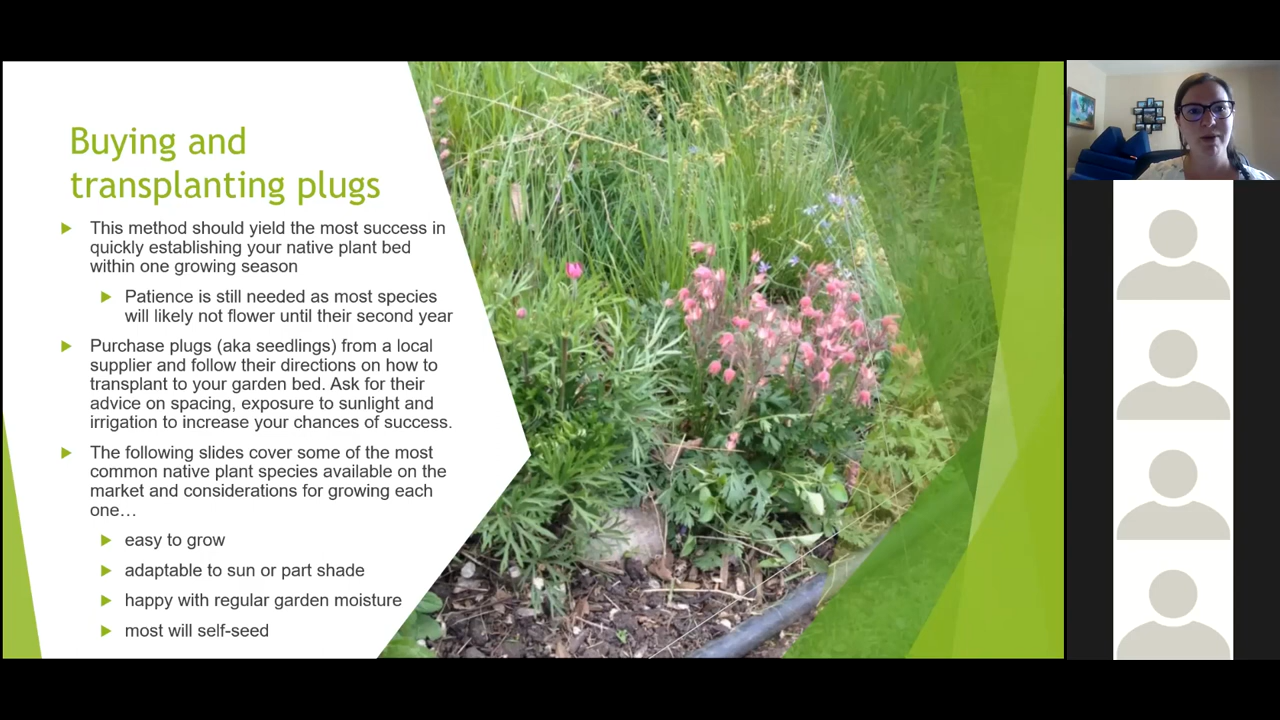 Buying and
transplanting plugs
This method should yield the most success in
quickly establishing your native plant bed
within one growing season
Patience is still needed as most species
will likely not flower until their second year
Purchase plugs (aka seedlings) from a local
supplier and follow their directions on how to
transplant to your garden bed. Ask for their
advice on spacing, exposure to sunlight and
irrigation to increase your chances of success.
The following slides cover some of the most
common native plant species available on the
market and considerations for growing each
one…
easy to grow
adaptable to sun or part shade
happy with regular garden moisture
most will self-seed